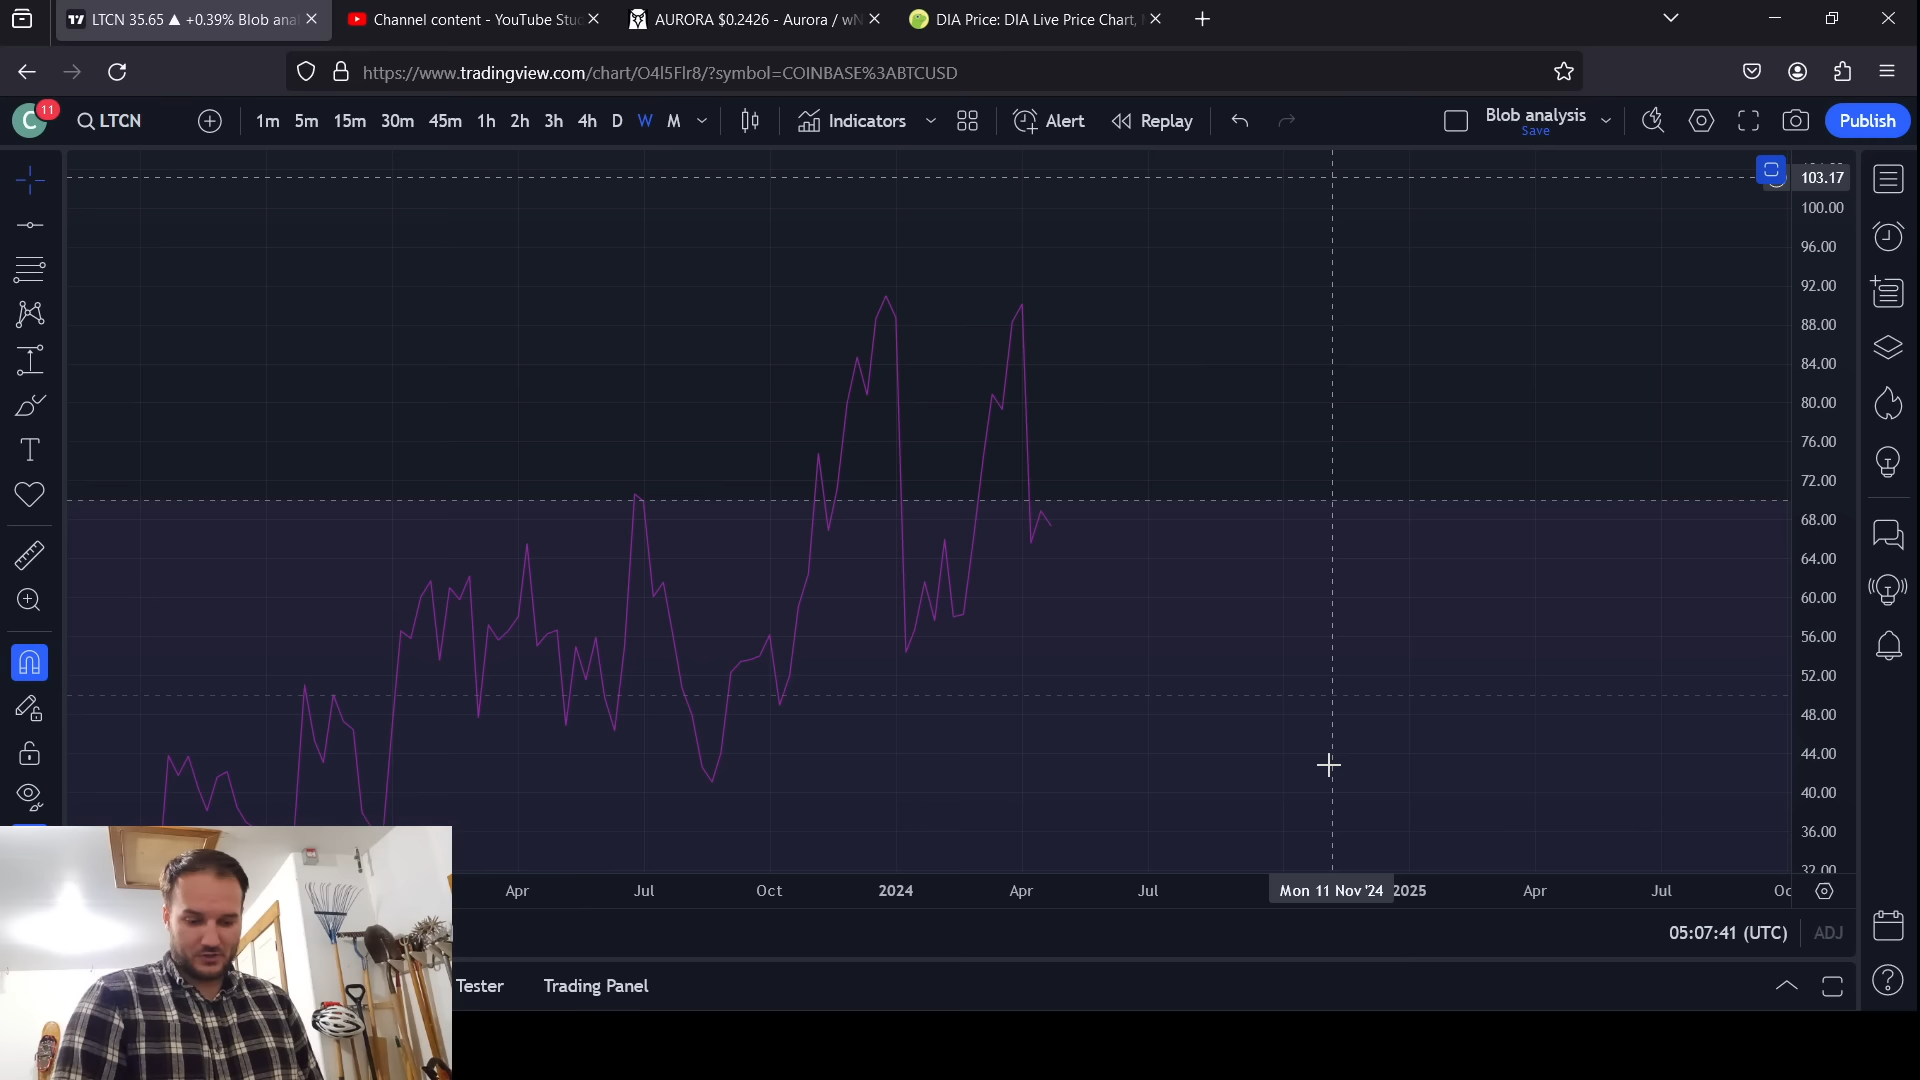 LTCN 35.65 ▲ +0.39% Blob anal
Channel content - YouTube Stud
AURORA $0.2426 - Aurora / wN
DIA Price: DIA Live Price Chart,
https://www.tradingview.com/chart/O4l5Flr8/?symbol=COINBASE%3ABTCUSD
C 11 LTCN 1m 5m 15m 30m 45m 1h 2h 3h 4h D W M Indicators Alert Replay Blob analysis Save Publish
103.17
100.00
96.00
92.00
88.00
84.00
80.00
76.00
72.00
68.00
64.00
60.00
56.00
52.00
48.00
44.00
40.00
36.00
32.00
Apr Jul Oct 2024 Apr Jul Mon 11 Nov '24 2025 Apr Jul Oc
05:07:41 (UTC) ADJ
Tester Trading Panel